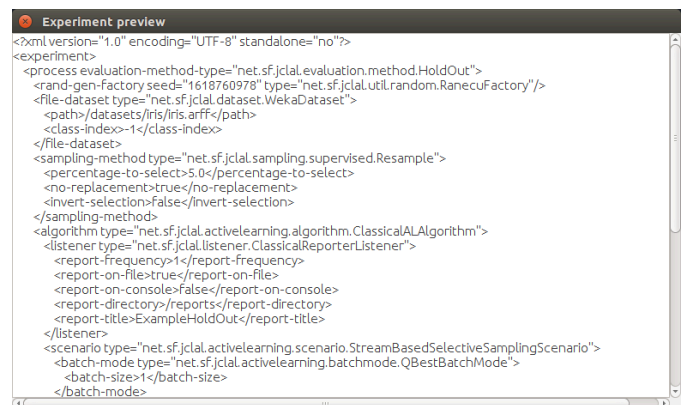 Experiment preview
<?xml version="1.0" encoding="UTF-8" standalone="no"?>
<experiment>
<process evaluation-method-type="net.sf.jclal.evaluation.method.HoldOut">
<rand-gen-factory seed="1618760978" type="net.sf.jclal.util.random.RanecuFactory"/>
<file-dataset type="net.sf.jclal.dataset.WekaDataset">
<path>/datasets/iris/iris.arff</path>
<class-index>-1</class-index>
</file-dataset>
<sampling-method type="net.sf.jclal.sampling.supervised.Resample">
<percentage-to-select>5.0</percentage-to-select>
<no-replacement>true</no-replacement>
<invert-selection>false</invert-selection>
</sampling-method>
<algorithm type="net.sf.jclal.activelearning.algorithm.ClassicalALAlgorithm">
<listener type="net.sf.jclal.listener.ClassicalReporterListener">
<report-frequency>1</report-frequency>
<report-on-file>true</report-on-file>
<report-on-console>false</report-on-console>
<report-directory>/reports</report-directory>
<report-title>ExampleHoldOut</report-title>
</listener>
<scenario type="net.sf.jclal.activelearning.scenario.StreamBasedSelectiveSamplingScenario">
<batch-mode type="net.sf.jclal.activelearning.batchmode.QBestBatchMode">
<batch-size>1</batch-size>
</batch-mode>